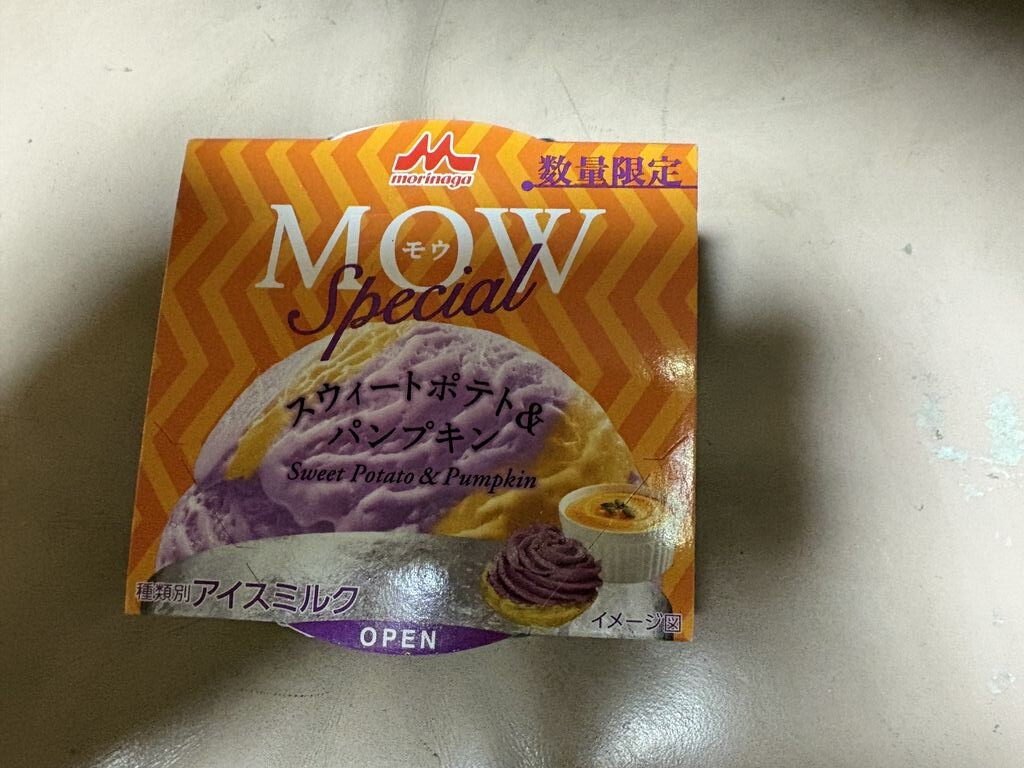 morinaga
数量限定
MOW
モウ
Special
スウィートポテト&
パンプキン
Sweet Potato & Pumpkin
種類別アイスミルク
イメージ図
OPEN